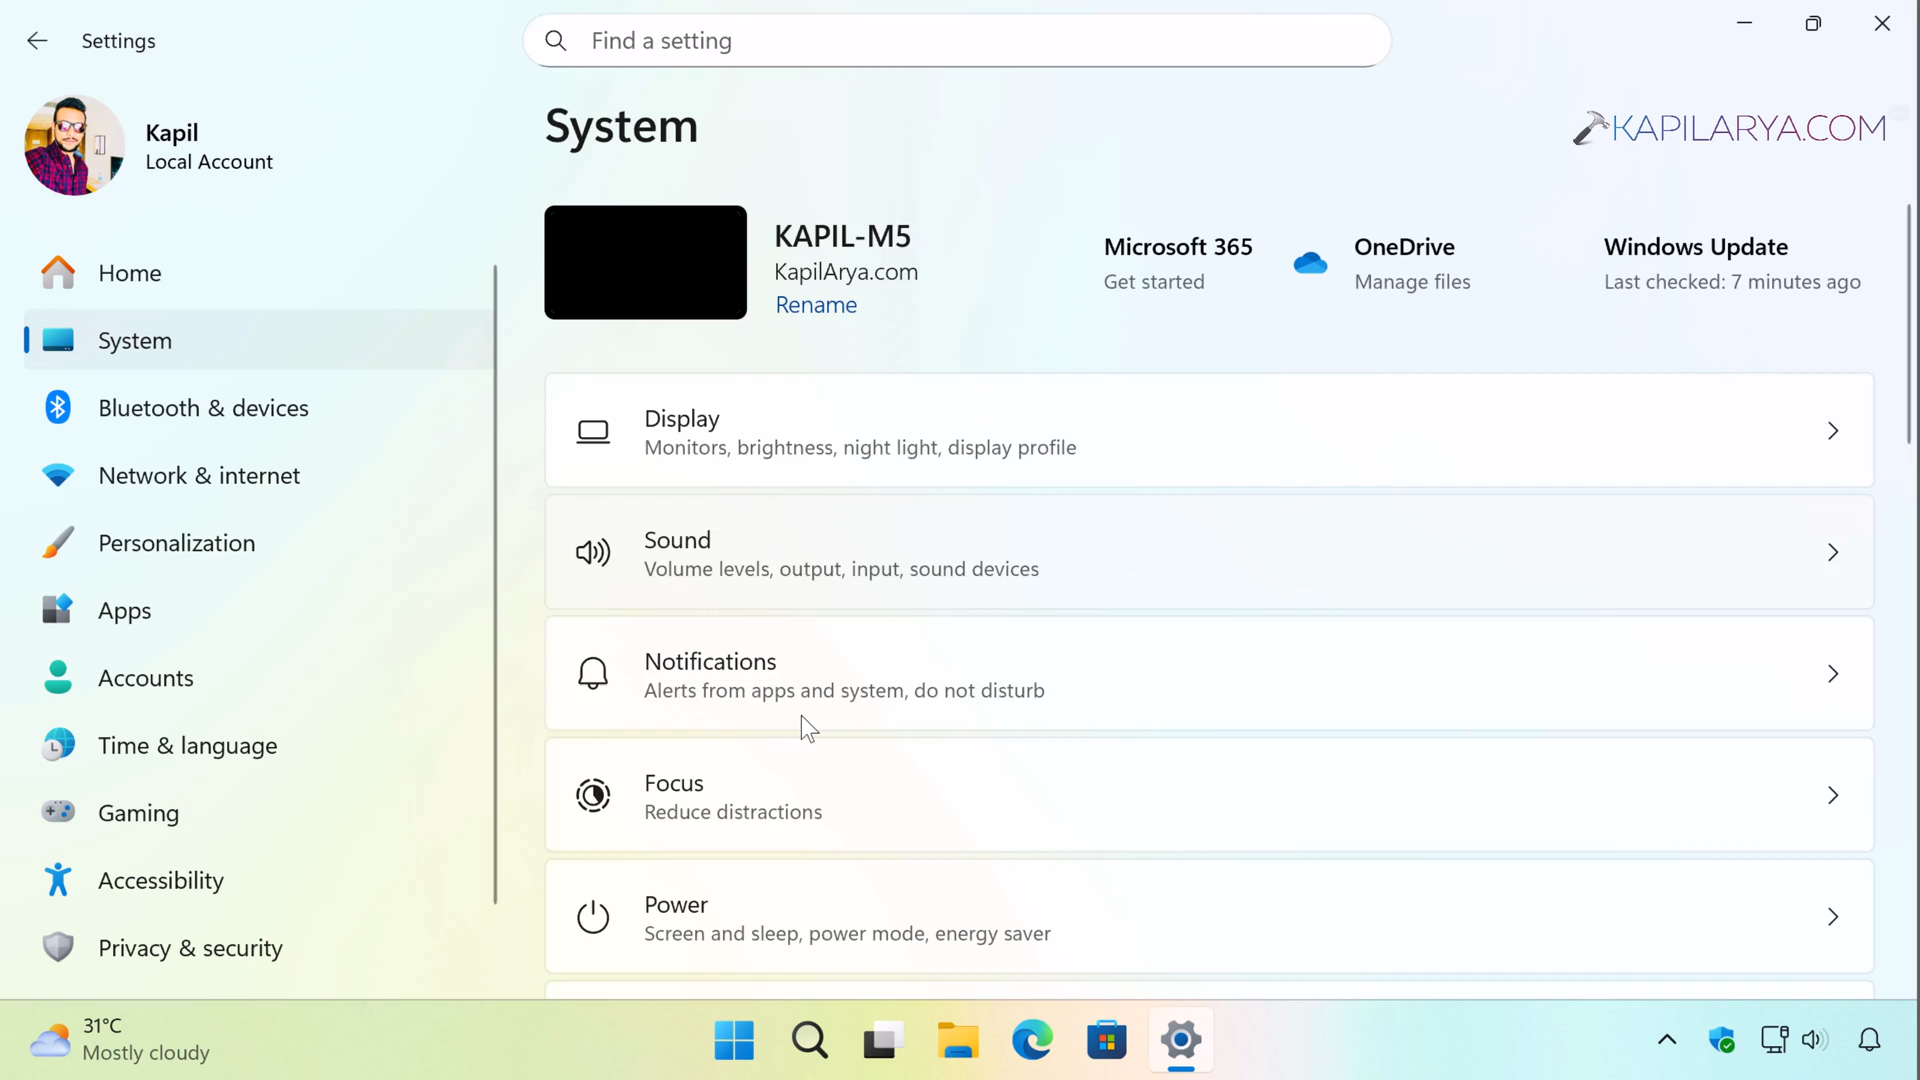 Settings
Find a setting
Kapil
Local Account
System
KAPILARYA.COM
KAPIL-M5
KapilArya.com
Rename
Microsoft 365
Get started
OneDrive
Manage files
Windows Update
Last checked: 7 minutes ago
Home
System
Bluetooth & devices
Network & internet
Personalization
Apps
Accounts
Time & language
Gaming
Accessibility
Privacy & security
Display
Monitors, brightness, night light, display profile
Sound
Volume levels, output, input, sound devices
Notifications
Alerts from apps and system, do not disturb
Focus
Reduce distractions
Power
Screen and sleep, power mode, energy saver
31°C
Mostly cloudy